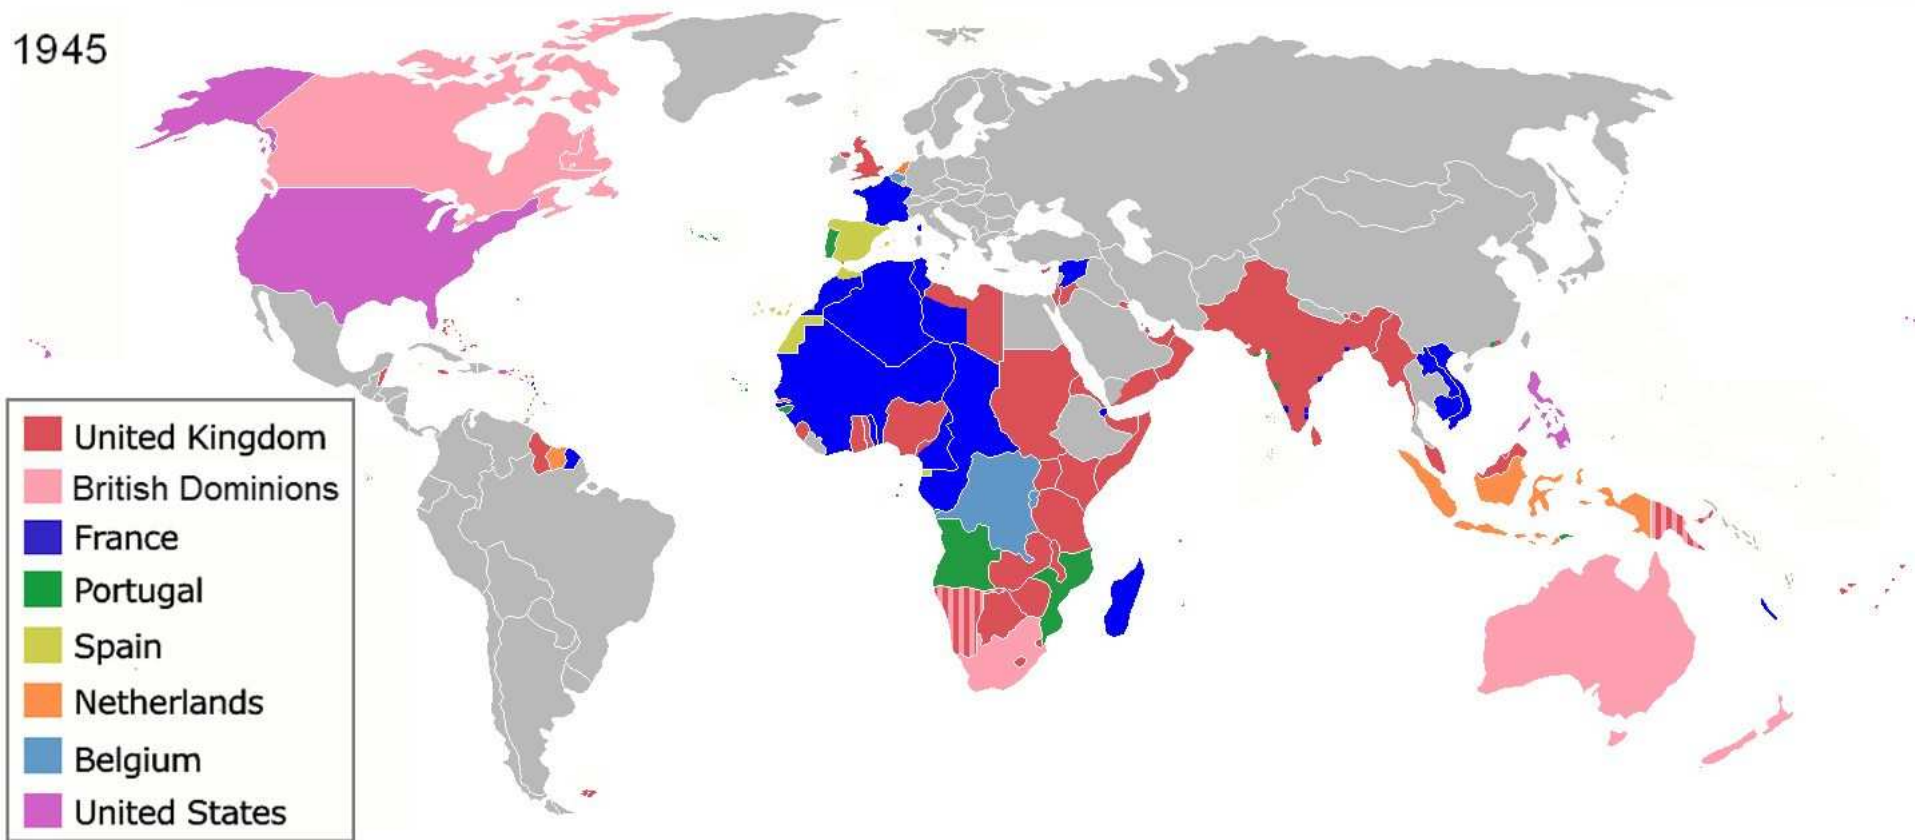 1945
United Kingdom
British Dominions
France
Portugal
Spain
Netherlands
Belgium
United States